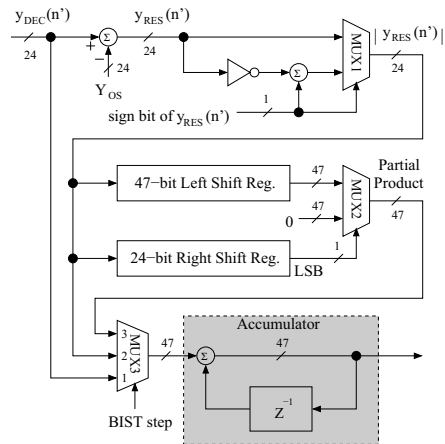 y_DEC(n')
24
+
Σ
−
24
Y_OS
y_RES(n')
24
MUX1
| y_RES(n') |
24
Σ
1
sign bit of y_RES(n')
47−bit Left Shift Reg.
47
0
47
MUX2
Partial
Product
47
24−bit Right Shift Reg.
1
LSB
3
2
1
MUX3
47
BIST step
Accumulator
Σ
47
Z^−1